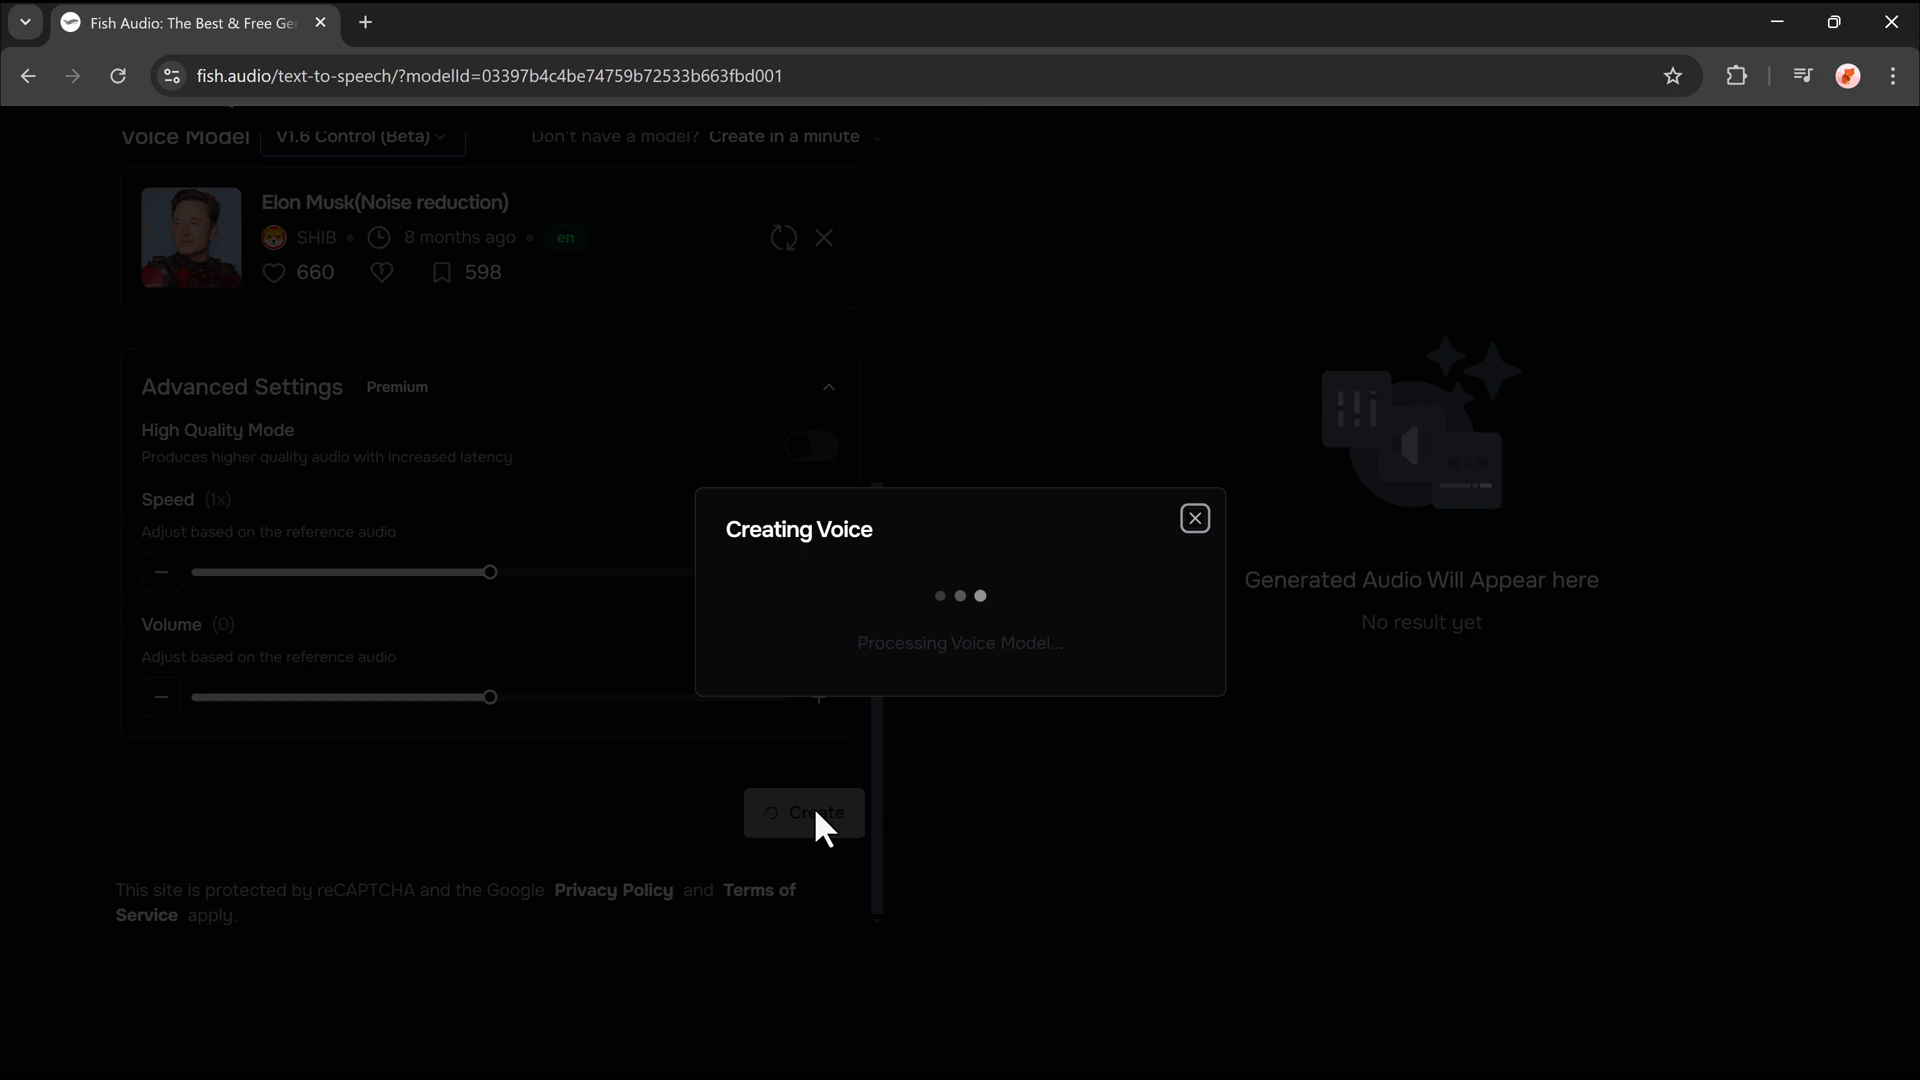 Fish Audio: The Best & Free Ger
fish.audio/text-to-speech/?modelId=03397b4c4be74759b72533b663fbd001
Voice Model V1.6 Control (Beta) Don't have a model? Create in a minute
Elon Musk(Noise reduction)
SHIB • 8 months ago • en
660 598
Advanced Settings Premium
High Quality Mode
Produces higher quality audio with increased latency
Speed (1x)
Adjust based on the reference audio
Volume (0)
Adjust based on the reference audio
Creating Voice
Processing Voice Model...
Create
Generated Audio Will Appear here
No result yet
This site is protected by reCAPTCHA and the Google Privacy Policy and Terms of
Service apply.